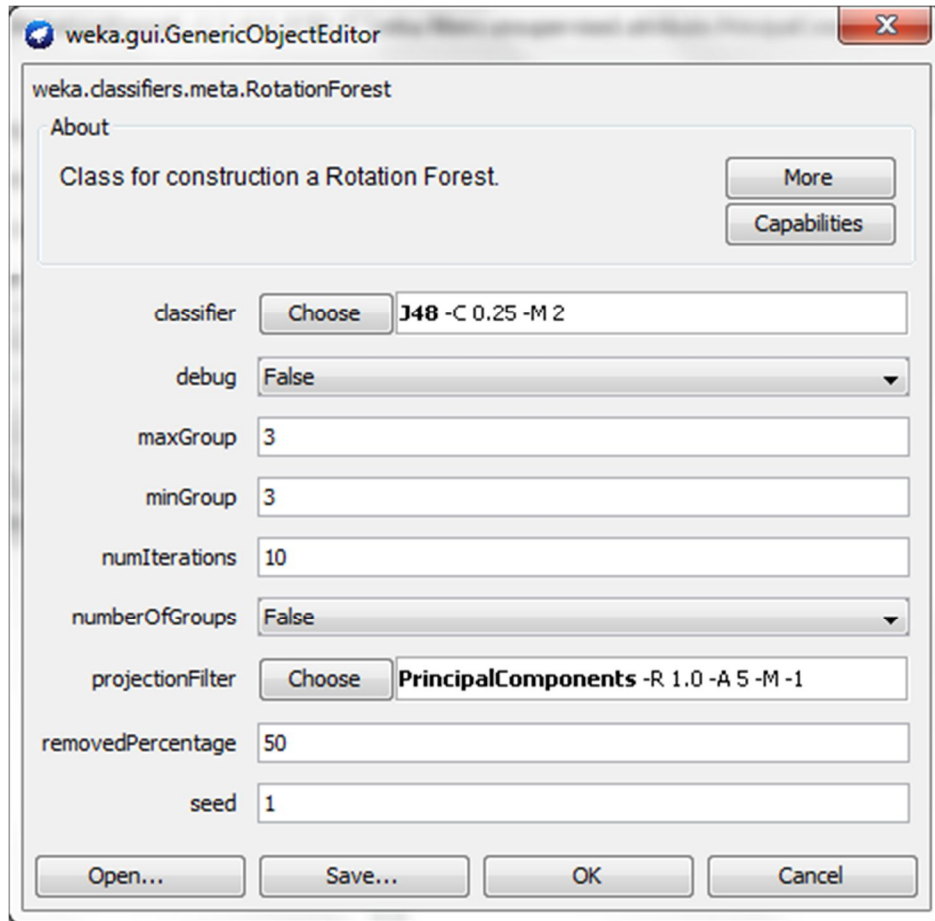 weka.gui.GenericObjectEditor
weka.classifiers.meta.RotationForest
About
Class for construction a Rotation Forest.
More
Capabilities
classifier Choose J48 -C 0.25 -M 2
debug False
maxGroup 3
minGroup 3
numIterations 10
numberOfGroups False
projectionFilter Choose PrincipalComponents -R 1.0 -A 5 -M -1
removedPercentage 50
seed 1
Open... Save... OK Cancel